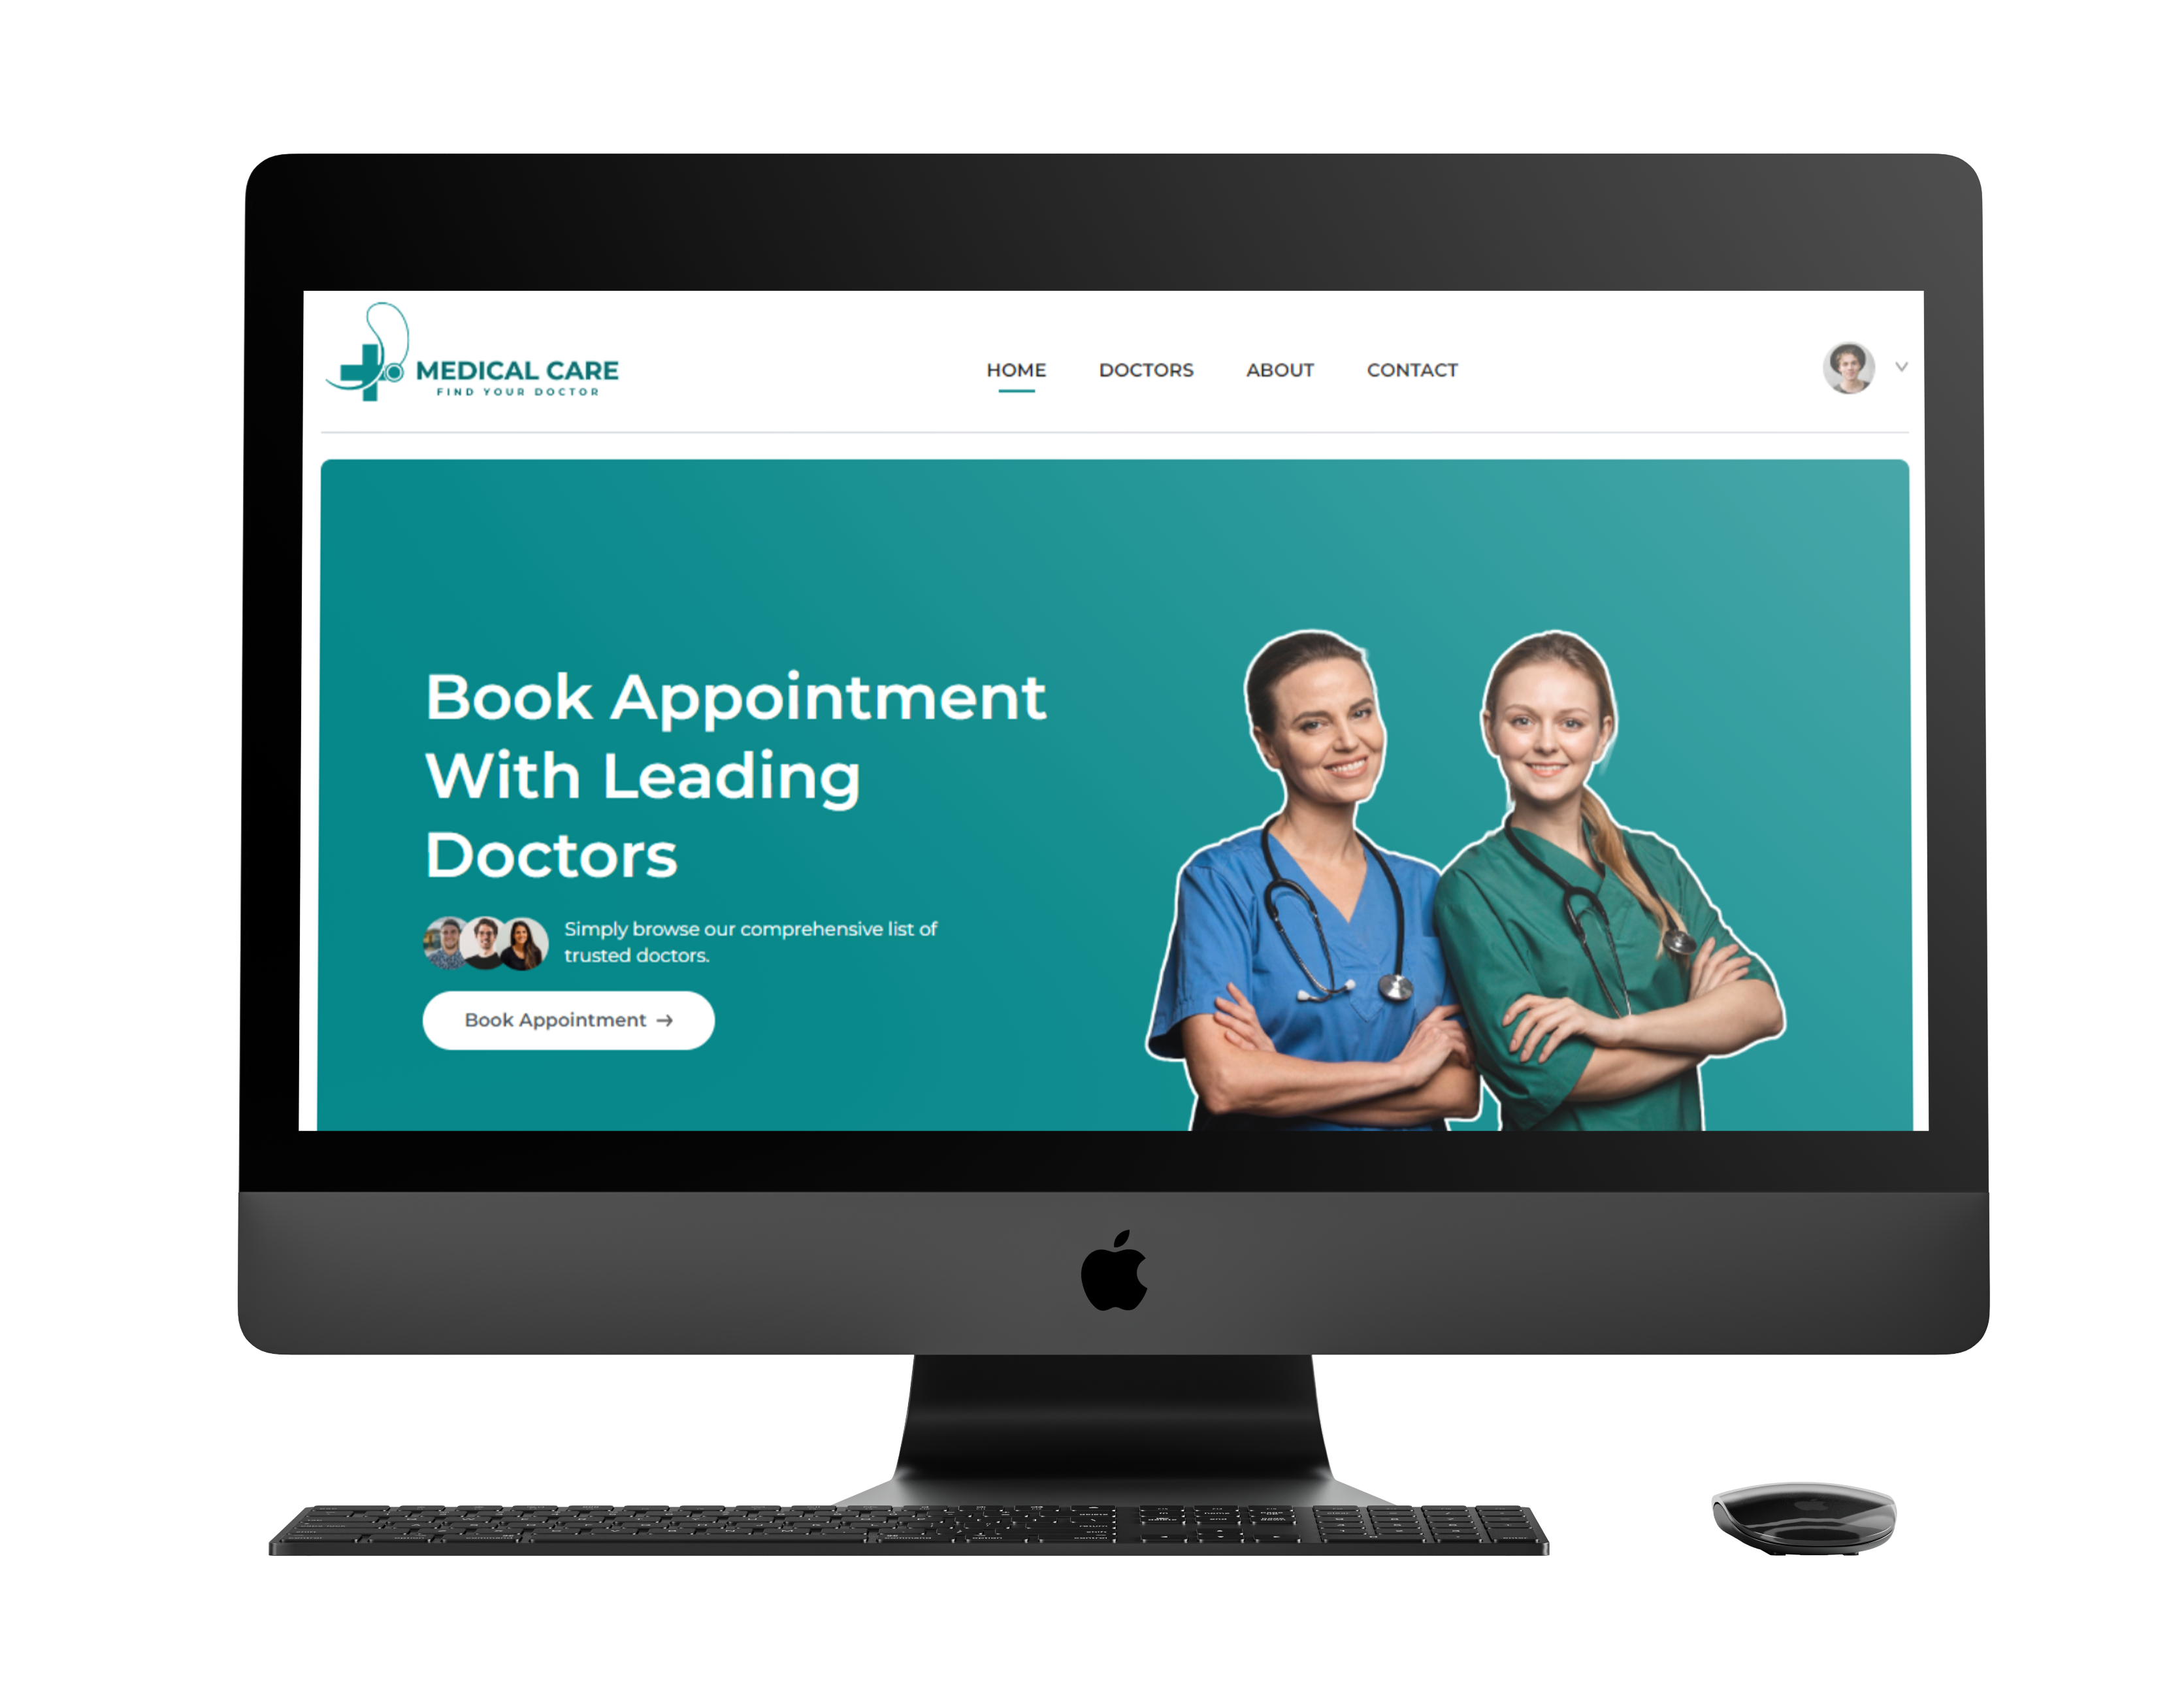 MEDICAL CARE
FIND YOUR DOCTOR
HOME DOCTORS ABOUT CONTACT
Book Appointment
With Leading
Doctors
Simply browse our comprehensive list of
trusted doctors.
Book Appointment →